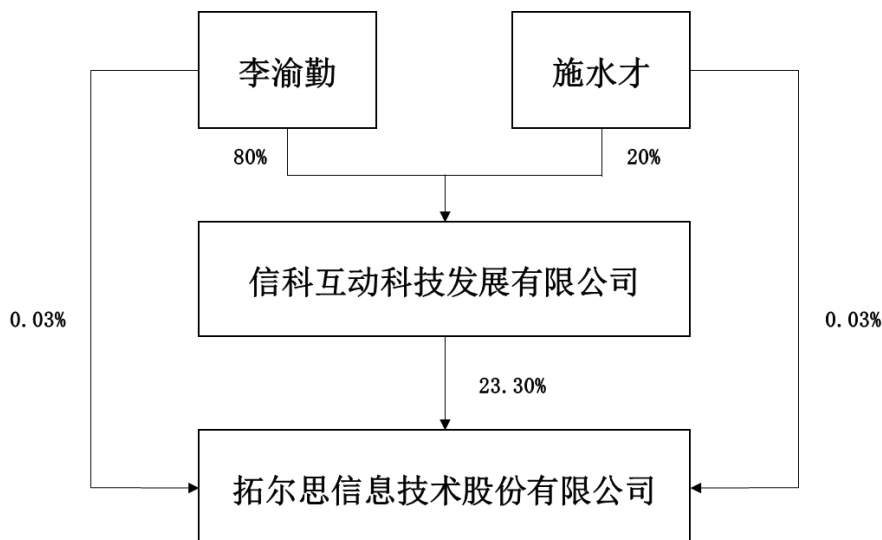 李渝勤
施水才
80%
20%
信科互动科技发展有限公司
0.03%
0.03%
23.30%
拓尔思信息技术股份有限公司